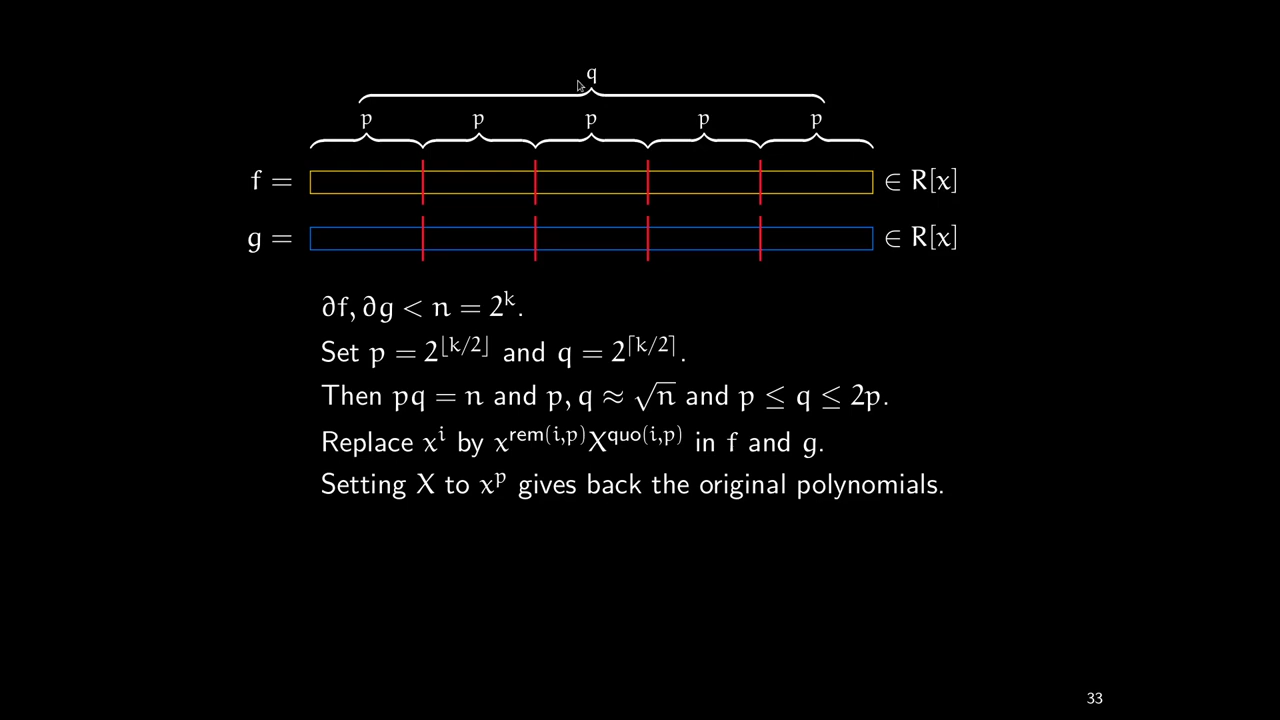 q
p p p p p
f = ∈ R[x]
g = ∈ R[x]
∂f, ∂g < n = 2^k.
Set p = 2^⌊k/2⌋ and q = 2^⌈k/2⌉.
Then pq = n and p, q ≈ √n and p ≤ q ≤ 2p.
Replace x^i by x^rem(i,p) X^quo(i,p) in f and g.
Setting X to x^p gives back the original polynomials.
33